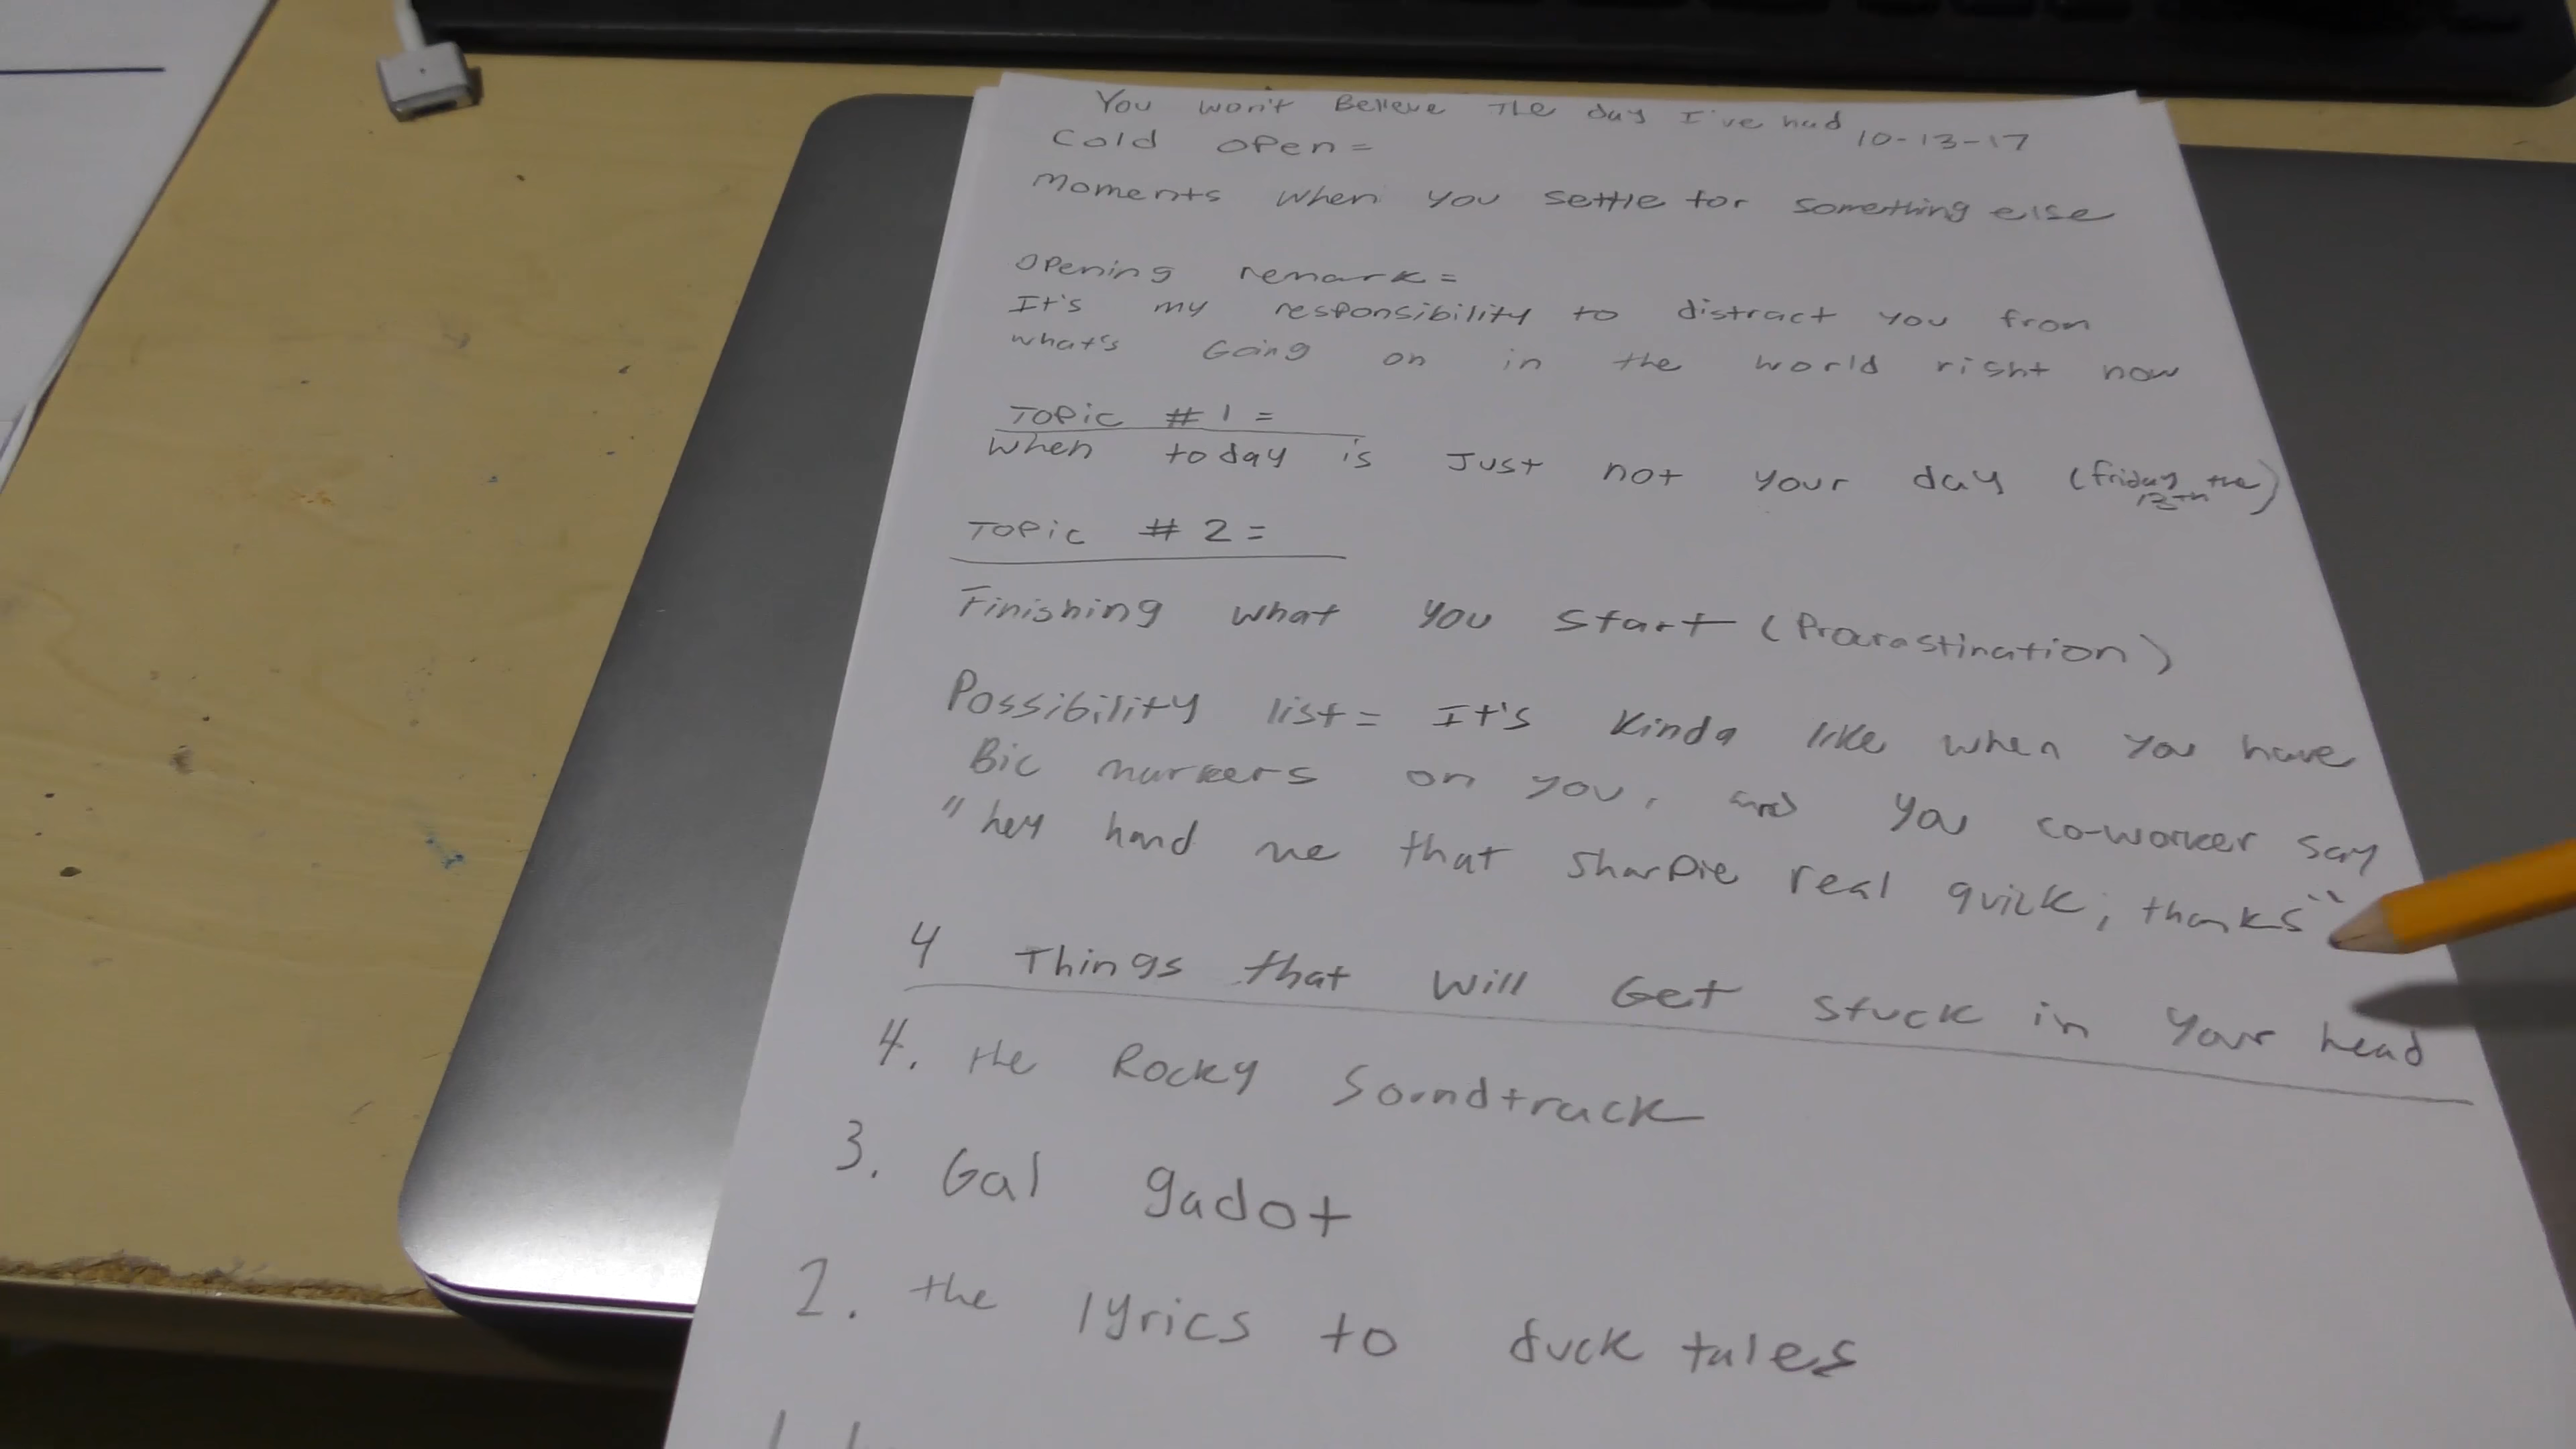 You won't Believe The day I've had 10-13-17
Cold open =
Moments when you settle for something else
Opening remark =
It's my responsibility to distract you from
what's Going on in the world right now
Topic # 1 =
When today is Just not your day (friday the 13th)
Topic # 2 =
Finishing what you start (Procrastination)
Possibility list = It's kinda like when you have
Bic markers on you, and you co-worker say
"hey hand me that sharpie real quick; thanks"
4 Things that will Get stuck in your head
4. the Rocky Soundtrack
3. Gal gadot
2. the lyrics to duck tales